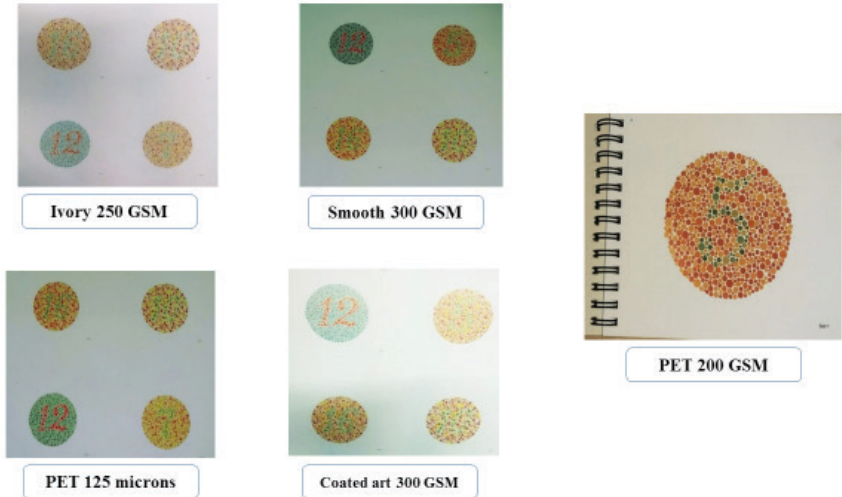 12
12
Ivory 250 GSM
Smooth 300 GSM
5
PET 200 GSM
12
12
PET 125 microns
Coated art 300 GSM